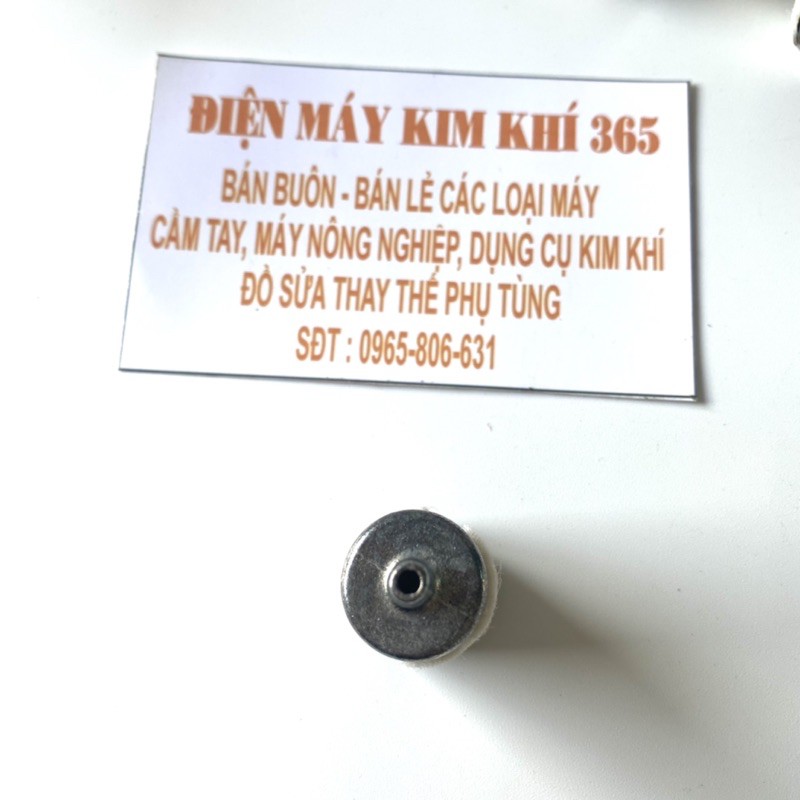 ĐIỆN MÁY KIM KHÍ 365
BÁN BUÔN - BÁN LẺ CÁC LOẠI MÁY
CẦM TAY, MÁY NÔNG NGHIỆP, DỤNG CỤ KIM KHÍ
ĐỒ SỬA THAY THẾ PHỤ TÙNG
SĐT : 0965-806-631